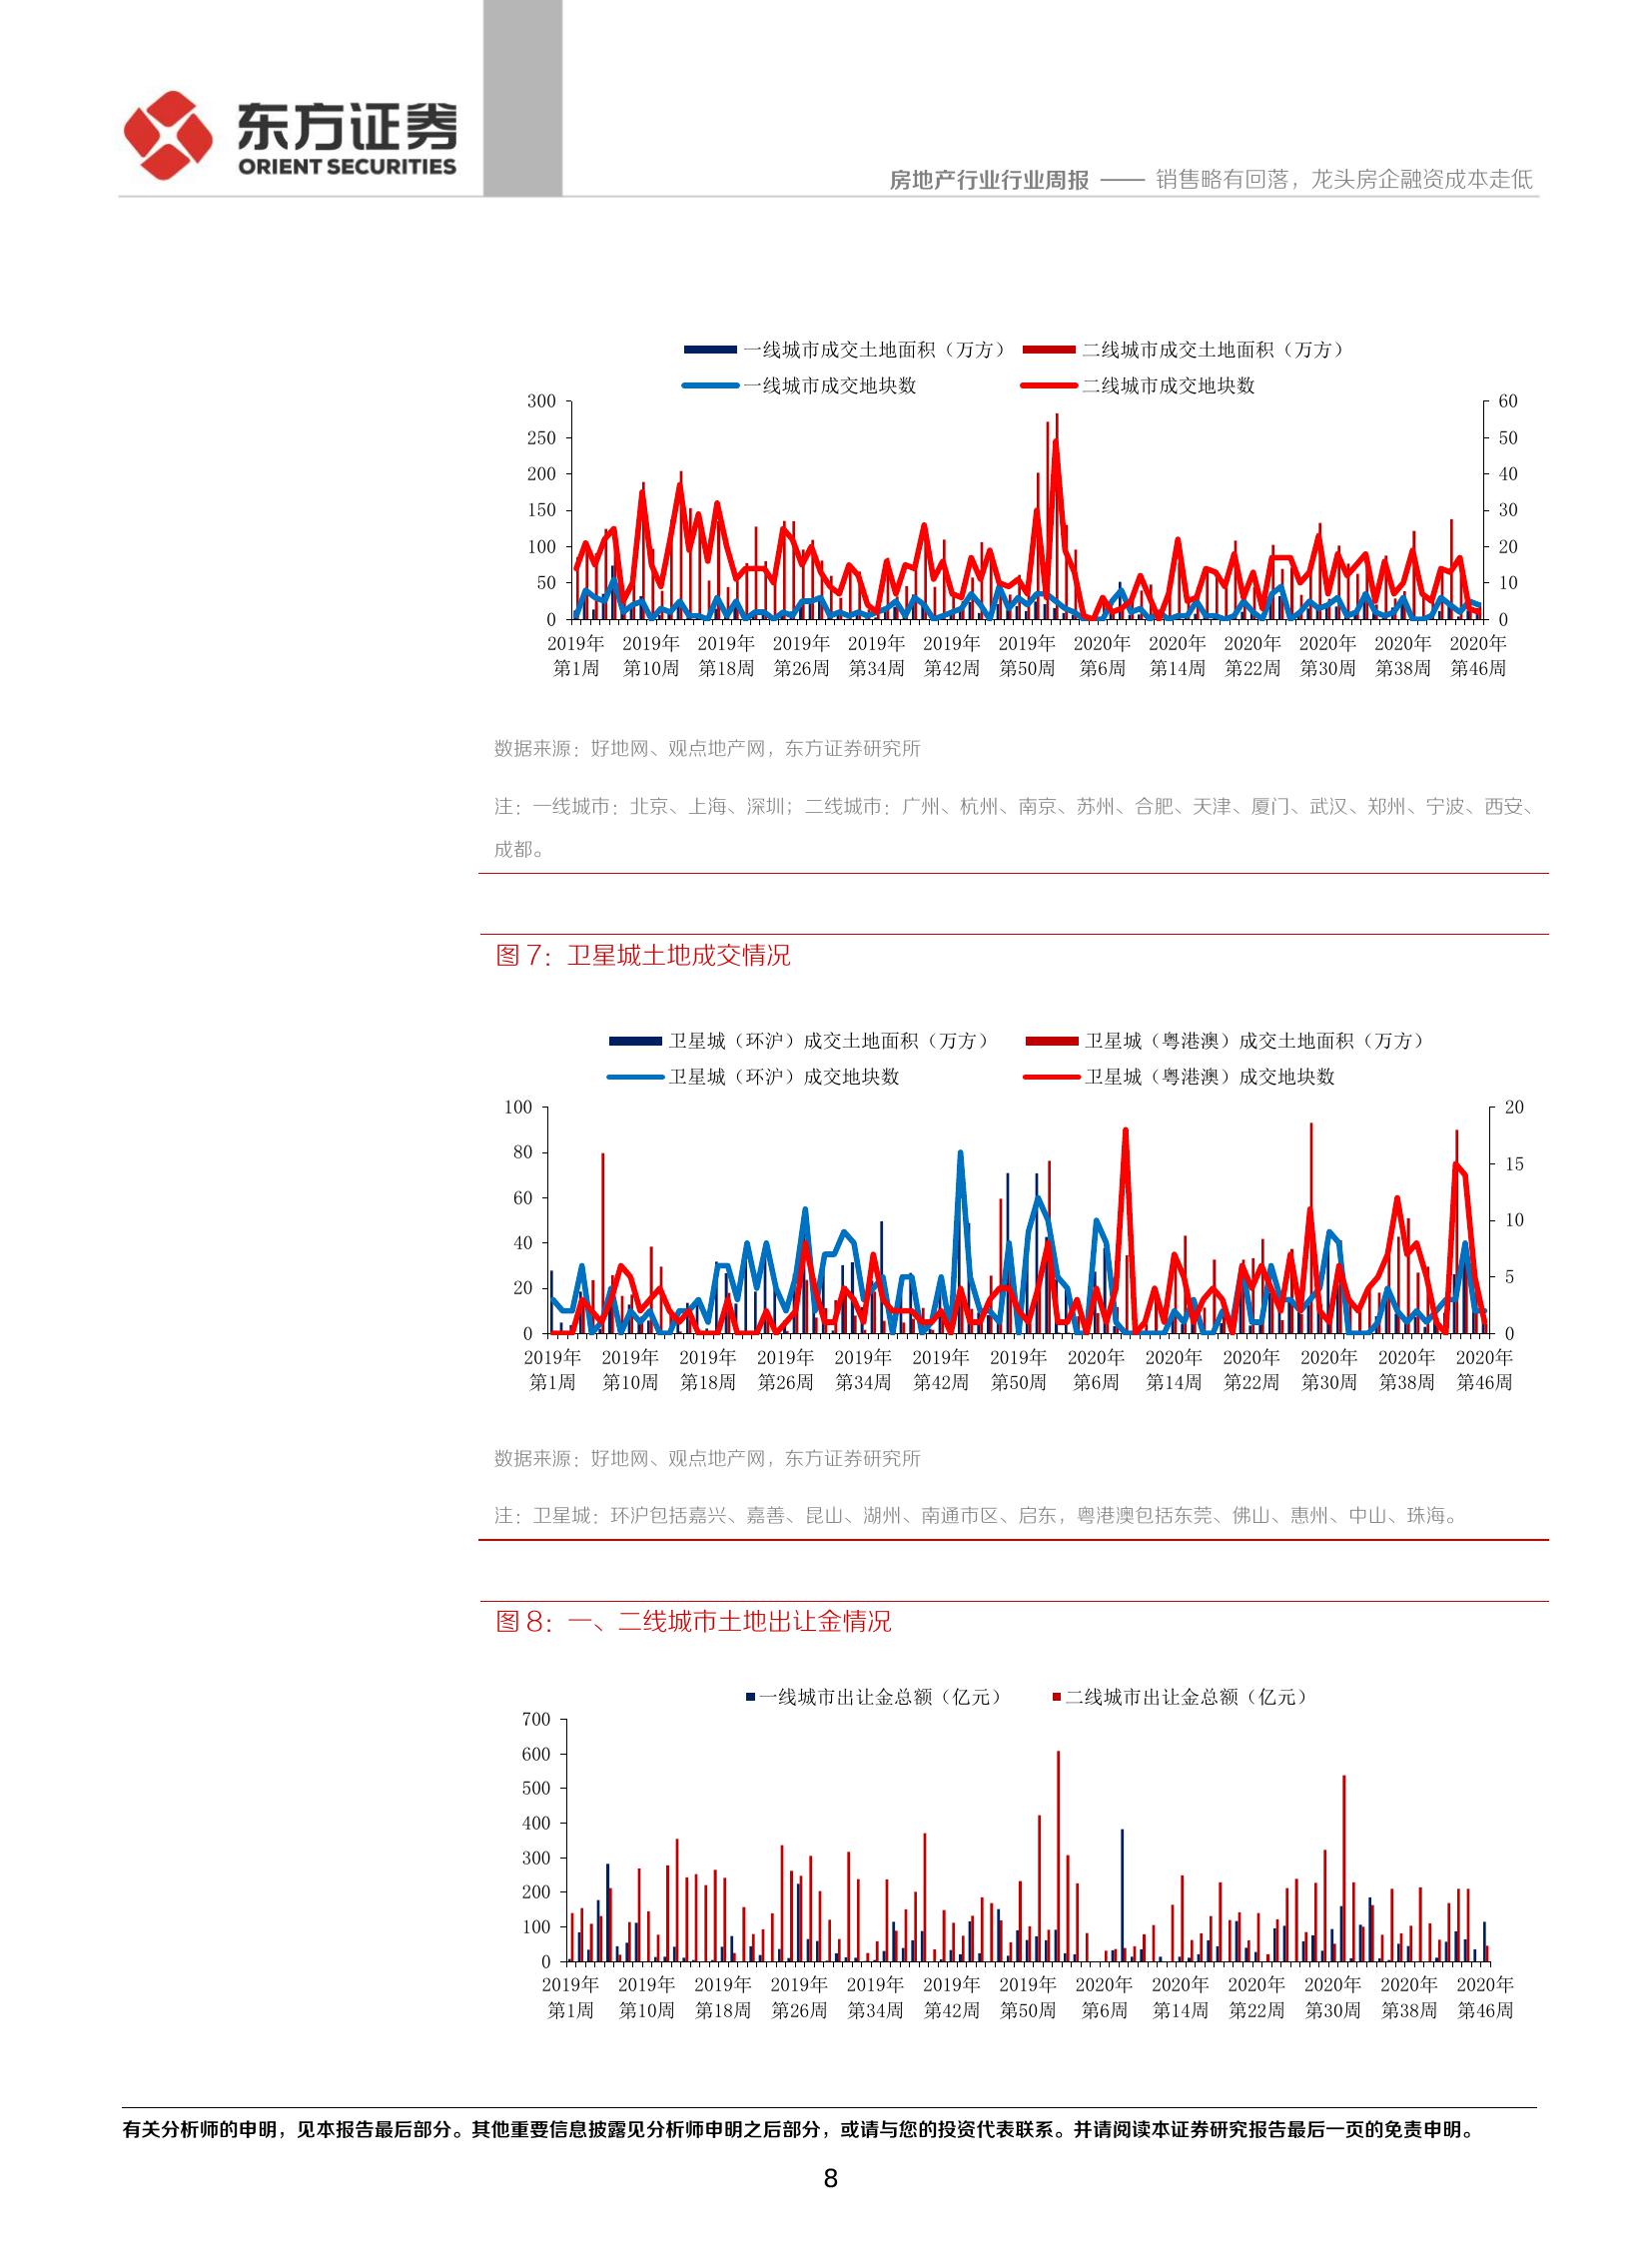 东方证券
ORIENT SECURITIES
房地产行业行业周报 —— 销售略有回落，龙头房企融资成本走低
一线城市成交土地面积（万方） 二线城市成交土地面积（万方）
一线城市成交地块数 二线城市成交地块数
300 60
250 50
200 40
150 30
100 20
50 10
0 0
2019年 2019年 2019年 2019年 2019年 2019年 2019年 2020年 2020年 2020年 2020年 2020年 2020年
第1周 第10周 第18周 第26周 第34周 第42周 第50周 第6周 第14周 第22周 第30周 第38周 第46周
数据来源：好地网、观点地产网，东方证券研究所
注：一线城市：北京、上海、深圳；二线城市：广州、杭州、南京、苏州、合肥、天津、厦门、武汉、郑州、宁波、西安、
成都。
图 7：卫星城土地成交情况
卫星城（环沪）成交土地面积（万方） 卫星城（粤港澳）成交土地面积（万方）
卫星城（环沪）成交地块数 卫星城（粤港澳）成交地块数
100 20
80
15
60
10
40
20 5
0 0
2019年 2019年 2019年 2019年 2019年 2019年 2019年 2020年 2020年 2020年 2020年 2020年 2020年
第1周 第10周 第18周 第26周 第34周 第42周 第50周 第6周 第14周 第22周 第30周 第38周 第46周
数据来源：好地网、观点地产网，东方证券研究所
注：卫星城：环沪包括嘉兴、嘉善、昆山、湖州、南通市区、启东，粤港澳包括东莞、佛山、惠州、中山、珠海。
图 8：一、二线城市土地出让金情况
一线城市出让金总额（亿元） 二线城市出让金总额（亿元）
700
600
500
400
300
200
100
0
2019年 2019年 2019年 2019年 2019年 2019年 2019年 2020年 2020年 2020年 2020年 2020年 2020年
第1周 第10周 第18周 第26周 第34周 第42周 第50周 第6周 第14周 第22周 第30周 第38周 第46周
有关分析师的申明，见本报告最后部分。其他重要信息披露见分析师申明之后部分，或请与您的投资代表联系。并请阅读本证券研究报告最后一页的免责申明。
8